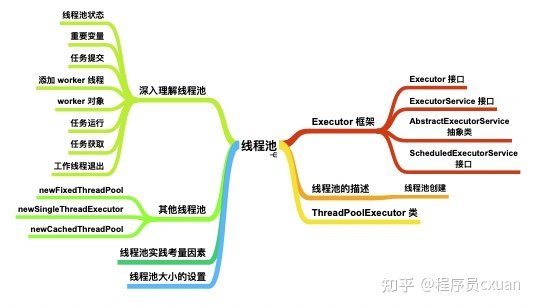 线程池状态
重要变量
任务提交
添加 worker 线程
worker 对象
任务运行
任务获取
工作线程退出
深入理解线程池
newFixedThreadPool
newSingleThreadExecutor
newCachedThreadPool
其他线程池
线程池实践考量因素
线程池大小的设置
线程池
Executor 框架
Executor 接口
ExecutorService 接口
AbstractExecutorService
抽象类
ScheduledExecutorService
接口
线程池的描述
线程池创建
ThreadPoolExecutor 类
知乎 @程序员cxuan